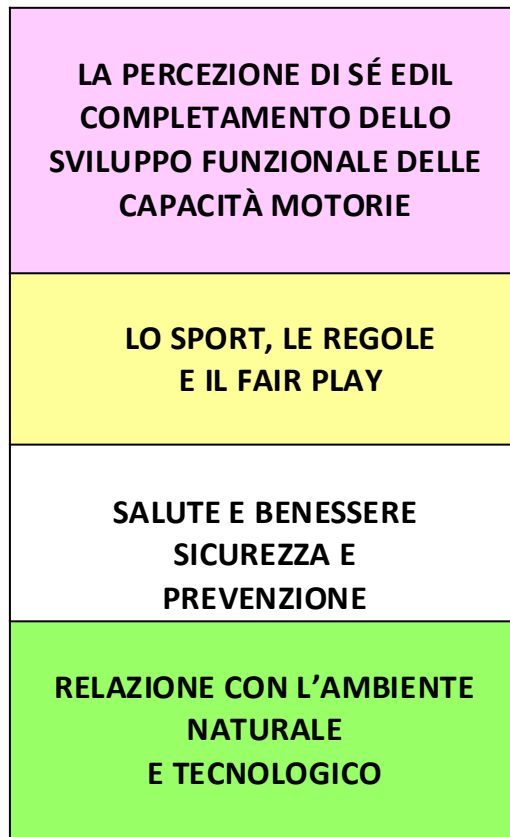 LA PERCEZIONE DI SÉ EDIL
COMPLETAMENTO DELLO
SVILUPPO FUNZIONALE DELLE
CAPACITÀ MOTORIE
LO SPORT, LE REGOLE
E IL FAIR PLAY
SALUTE E BENESSERE
SICUREZZA E
PREVENZIONE
RELAZIONE CON L’AMBIENTE
NATURALE
E TECNOLOGICO